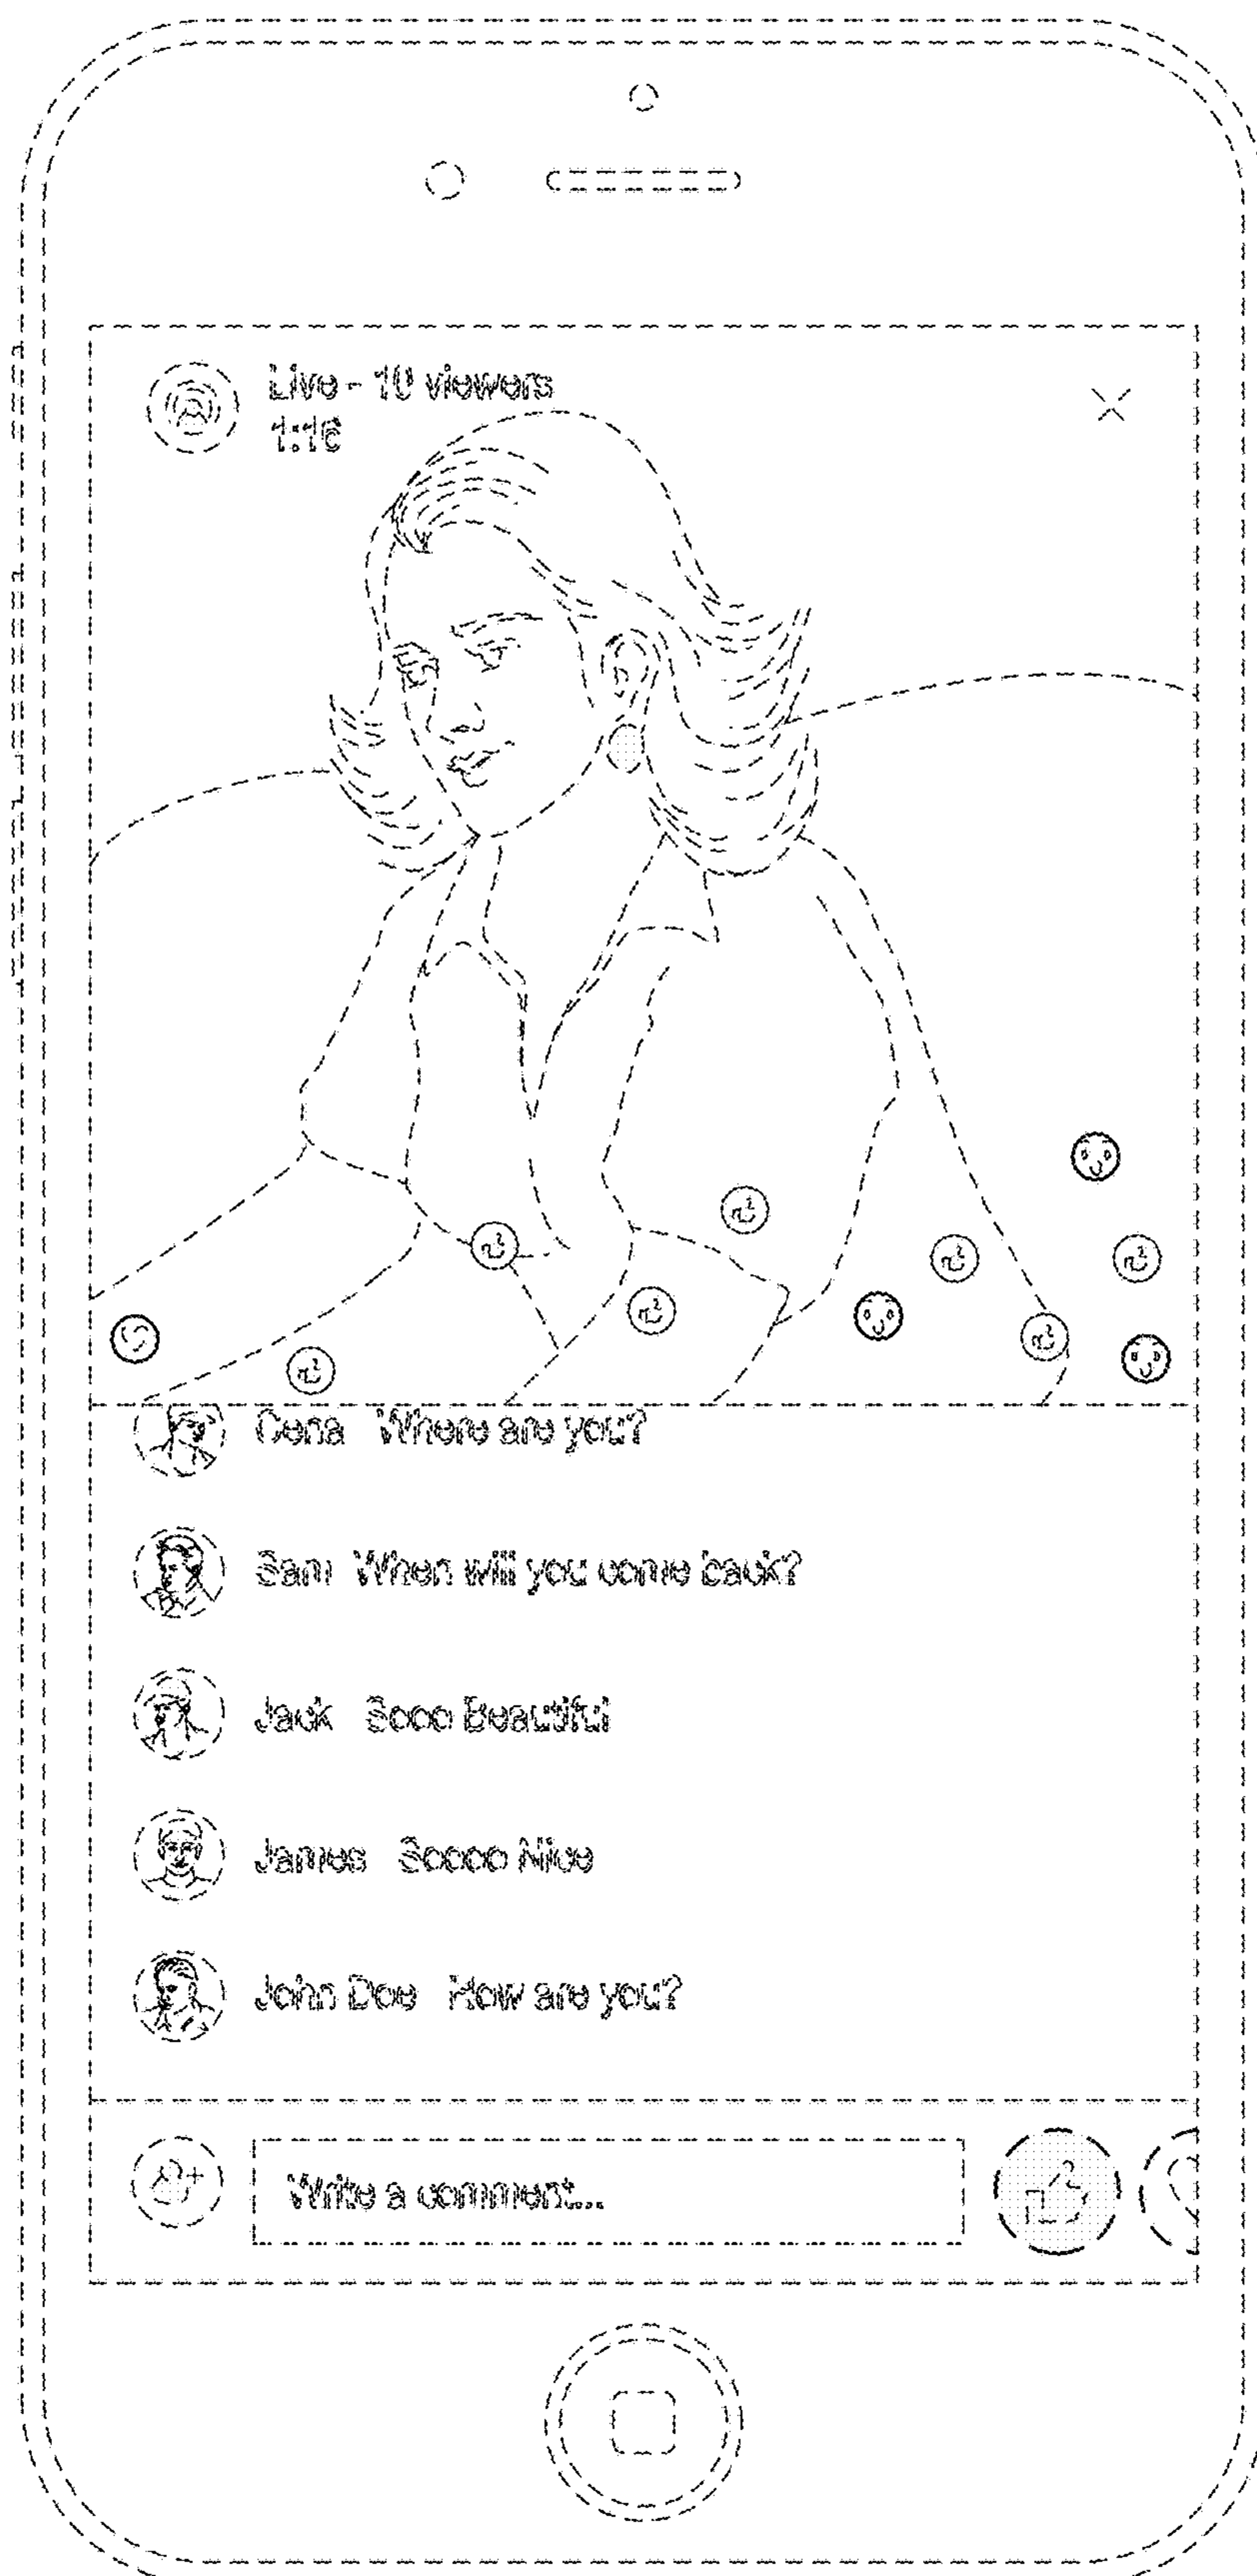 Live - 10 viewers
1:16
Cena Where are you?
Sam When will you come back?
Jack Sooo Beautiful
James Soooo Nice
John Doe How are you?
Write a comment...